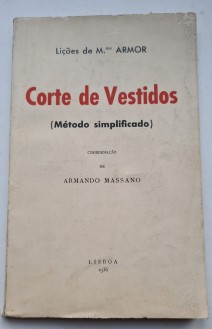 Lições de M.me ARMOR
Corte de Vestidos
(Método simplificado)
COORDENAÇÃO
DE
ARMANDO MASSANO
LISBOA